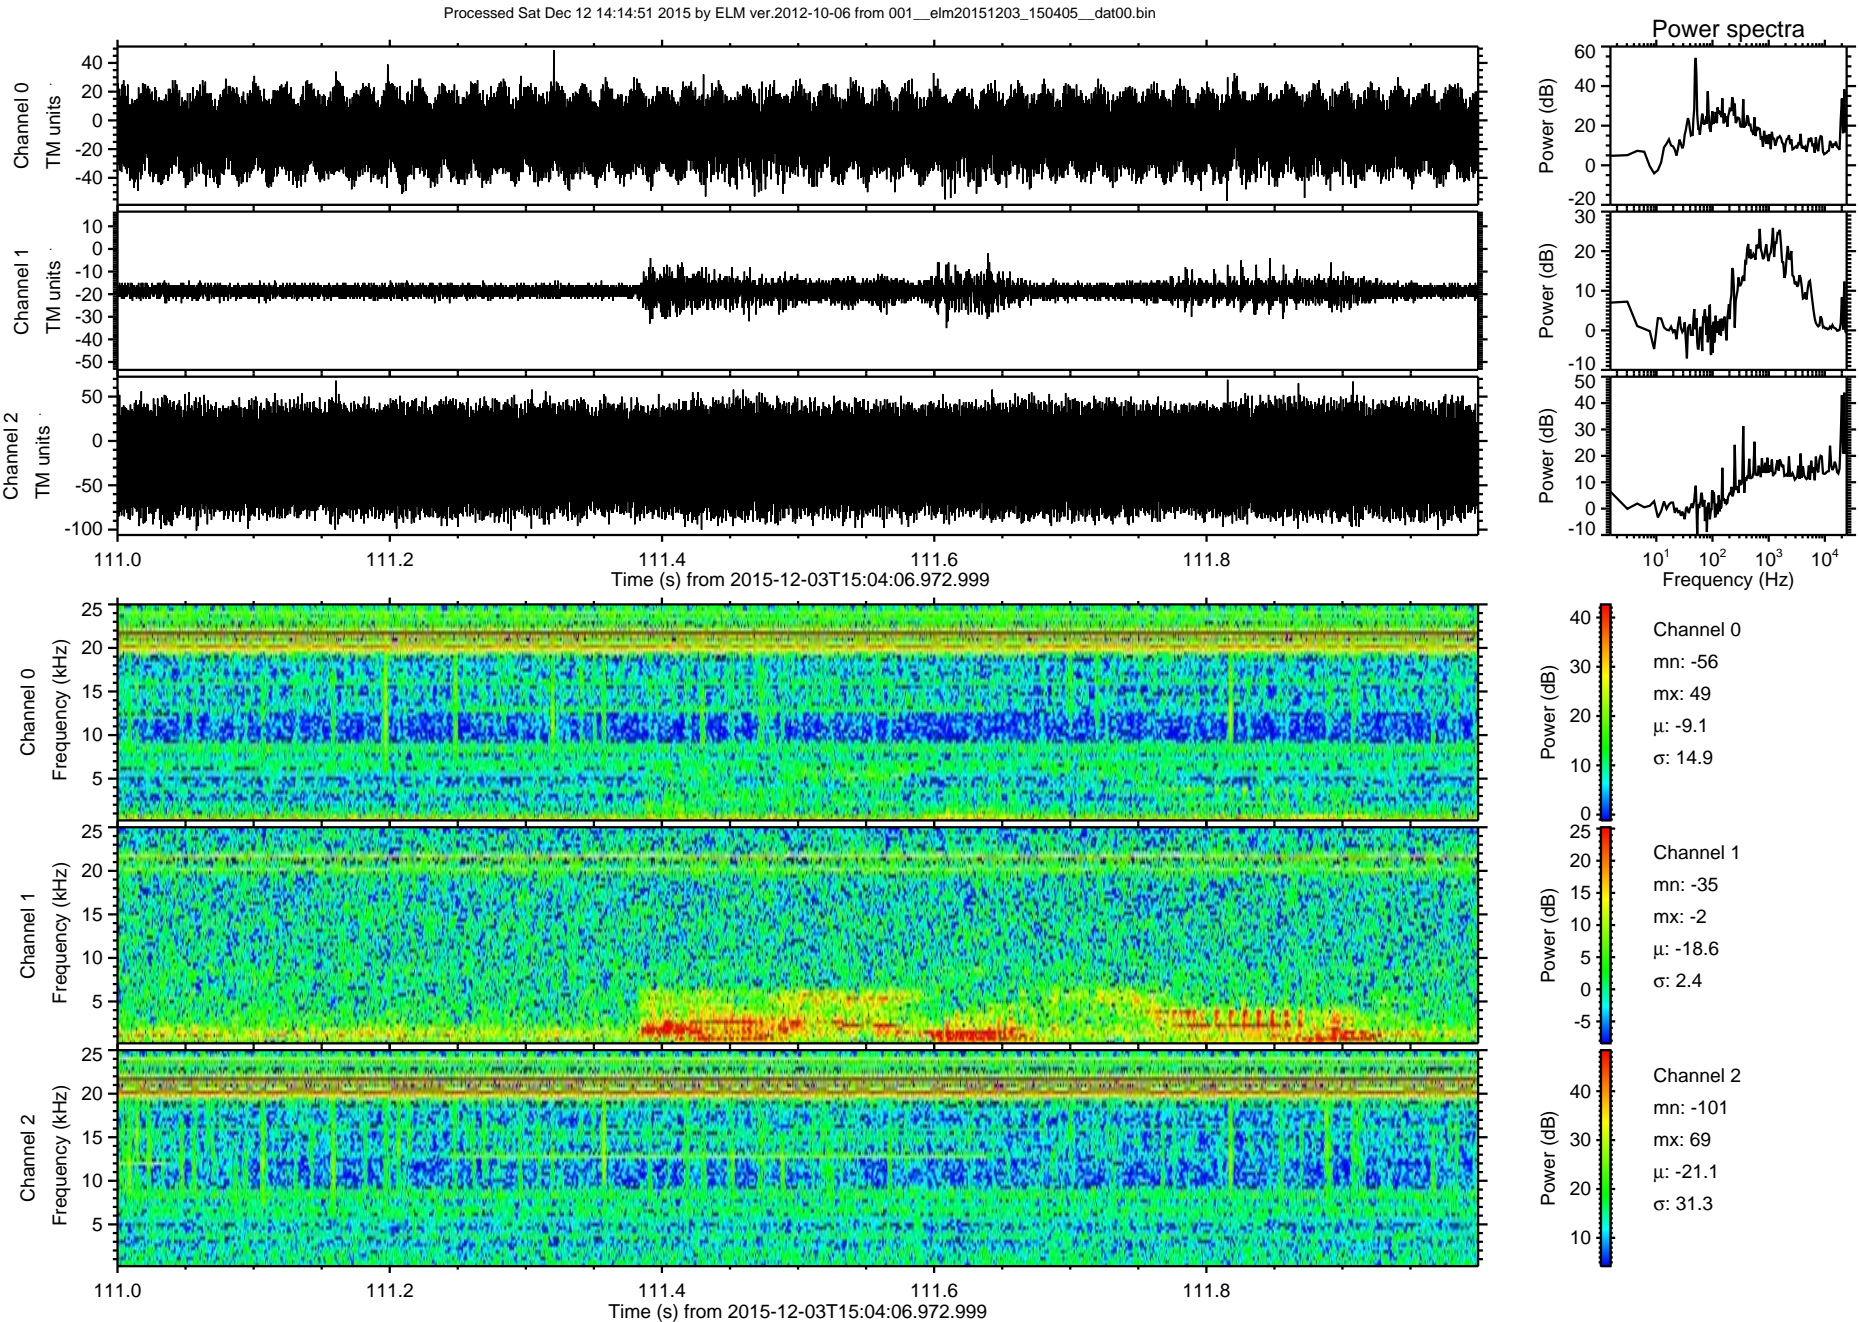 Processed Sat Dec 12 14:14:51 2015 by ELM ver.2012-10-06 from 001__elm20151203_150405__dat00.bin
Power spectra
Channel 0
TM units
40
20
0
-20
-40
Power (dB)
60
40
20
0
-20
Channel 1
TM units
10
0
-10
-20
-30
-40
-50
Power (dB)
30
20
10
0
-10
Channel 2
TM units
50
0
-50
-100
Power (dB)
50
40
30
20
10
0
-10
111.0 111.2 111.4 111.6 111.8
Time (s) from 2015-12-03T15:04:06.972.999
10¹ 10² 10³ 10⁴
Frequency (Hz)
Channel 0
Frequency (kHz)
25
20
15
10
5
Power (dB)
40
30
20
10
0
Channel 0
mn: -56
mx: 49
μ: -9.1
σ: 14.9
Channel 1
Frequency (kHz)
25
20
15
10
5
Power (dB)
25
20
15
10
5
0
-5
Channel 1
mn: -35
mx: -2
μ: -18.6
σ: 2.4
Channel 2
Frequency (kHz)
25
20
15
10
5
Power (dB)
40
30
20
10
Channel 2
mn: -101
mx: 69
μ: -21.1
σ: 31.3
111.0 111.2 111.4 111.6 111.8
Time (s) from 2015-12-03T15:04:06.972.999